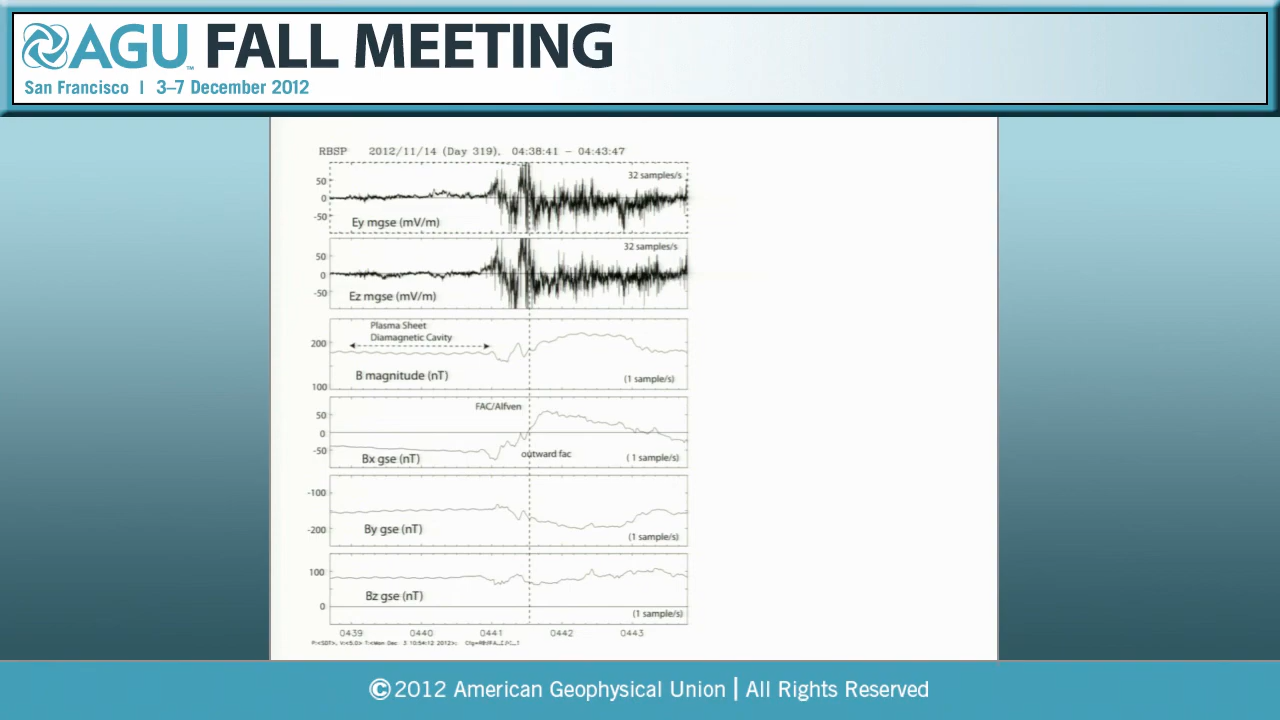 AGU™ FALL MEETING
San Francisco | 3–7 December 2012
RBSP 2012/11/14 (Day 319), 04:38:41 – 04:43:47
32 samples/s
50
0
-50
Ey mgse (mV/m)
32 samples/s
50
0
-50
Ez mgse (mV/m)
Plasma Sheet
Diamagnetic Cavity
200
B magnitude (nT)
(1 sample/s)
100
FAC/Alfven
50
0
-50
outward fac
Bx gse (nT)
( 1 sample/s)
-100
By gse (nT)
-200
(1 sample/s)
100
Bz gse (nT)
0
(1 sample/s)
0439 0440 0441 0442 0443
©2012 American Geophysical Union | All Rights Reserved